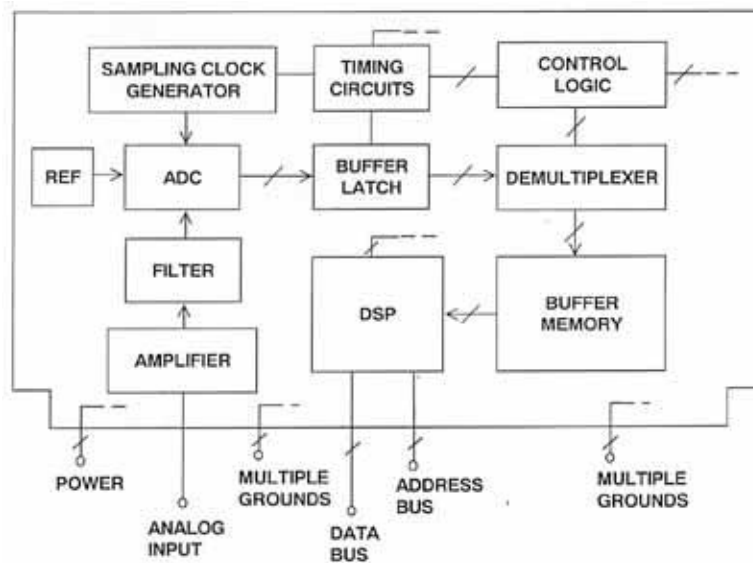 SAMPLING CLOCK
GENERATOR
TIMING
CIRCUITS
CONTROL
LOGIC
REF
ADC
BUFFER
LATCH
DEMULTIPLEXER
FILTER
DSP
BUFFER
MEMORY
AMPLIFIER
POWER
ANALOG
INPUT
MULTIPLE
GROUNDS
DATA
BUS
ADDRESS
BUS
MULTIPLE
GROUNDS